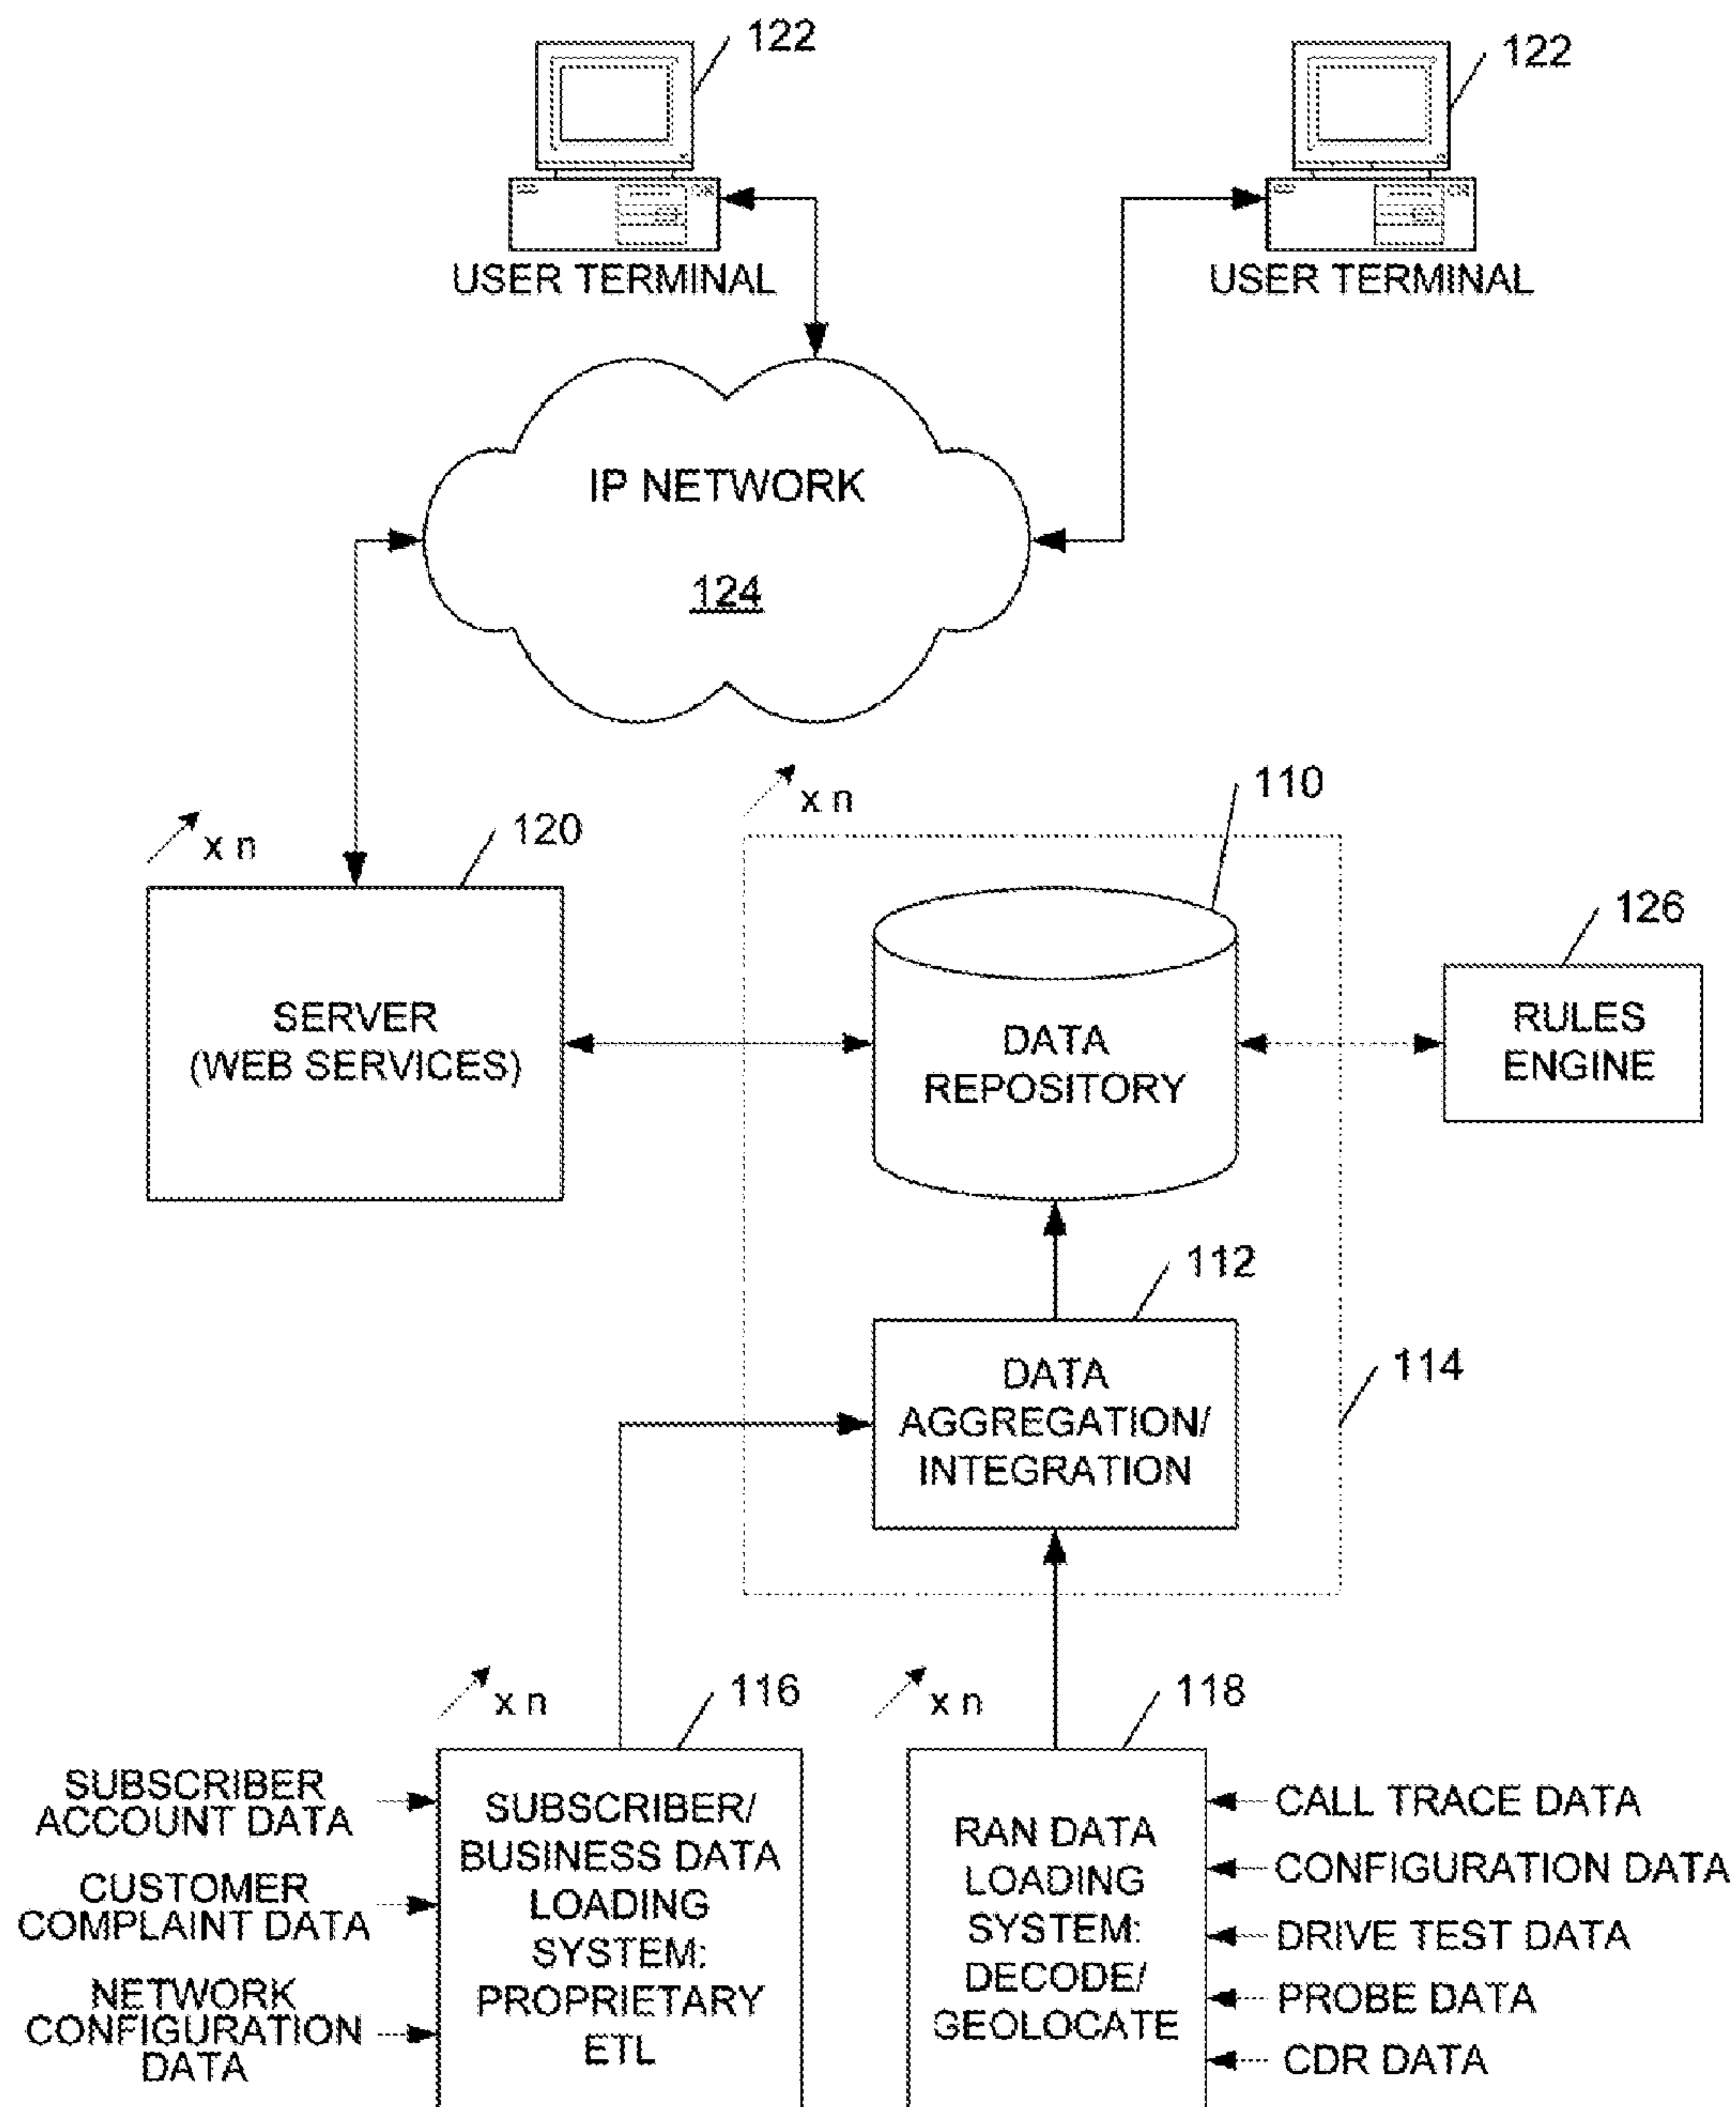 122
122
USER TERMINAL
USER TERMINAL
IP NETWORK
124
x n
110
x n
120
126
SERVER
(WEB SERVICES)
DATA
REPOSITORY
RULES
ENGINE
112
DATA
AGGREGATION/
INTEGRATION
114
x n
116
x n
118
SUBSCRIBER
ACCOUNT DATA
CUSTOMER
COMPLAINT DATA
NETWORK
CONFIGURATION
DATA
SUBSCRIBER/
BUSINESS DATA
LOADING
SYSTEM:
PROPRIETARY
ETL
RAN DATA
LOADING
SYSTEM:
DECODE/
GEOLOCATE
CALL TRACE DATA
CONFIGURATION DATA
DRIVE TEST DATA
PROBE DATA
CDR DATA